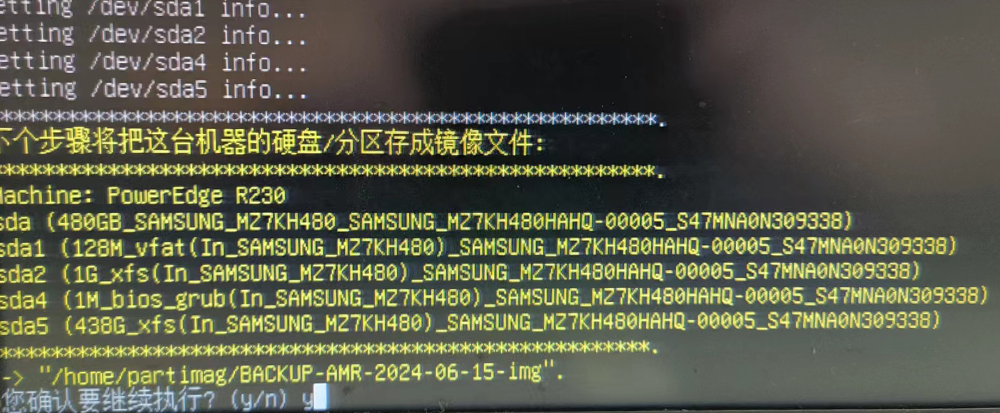 etting /dev/sda1 info...
etting /dev/sda2 info...
etting /dev/sda4 info...
etting /dev/sda5 info...
*************************************************************.
下个步骤将把这台机器的硬盘/分区存成镜像文件:
*************************************************************.
Machine: PowerEdge R230
sda (480GB_SAMSUNG_MZ7KH480_SAMSUNG_MZ7KH480HAHQ-00005_S47MNA0N309338)
sda1 (128M_vfat(In_SAMSUNG_MZ7KH480)_SAMSUNG_MZ7KH480HAHQ-00005_S47MNA0N309338)
sda2 (1G_xfs(In_SAMSUNG_MZ7KH480)_SAMSUNG_MZ7KH480HAHQ-00005_S47MNA0N309338)
sda4 (1M_bios_grub(In_SAMSUNG_MZ7KH480)_SAMSUNG_MZ7KH480HAHQ-00005_S47MNA0N309338)
sda5 (438G_xfs(In_SAMSUNG_MZ7KH480)_SAMSUNG_MZ7KH480HAHQ-00005_S47MNA0N309338)
*************************************************************.
-> "/home/partimag/BACKUP-AMR-2024-06-15-img".
您确认要继续执行? (y/n) y